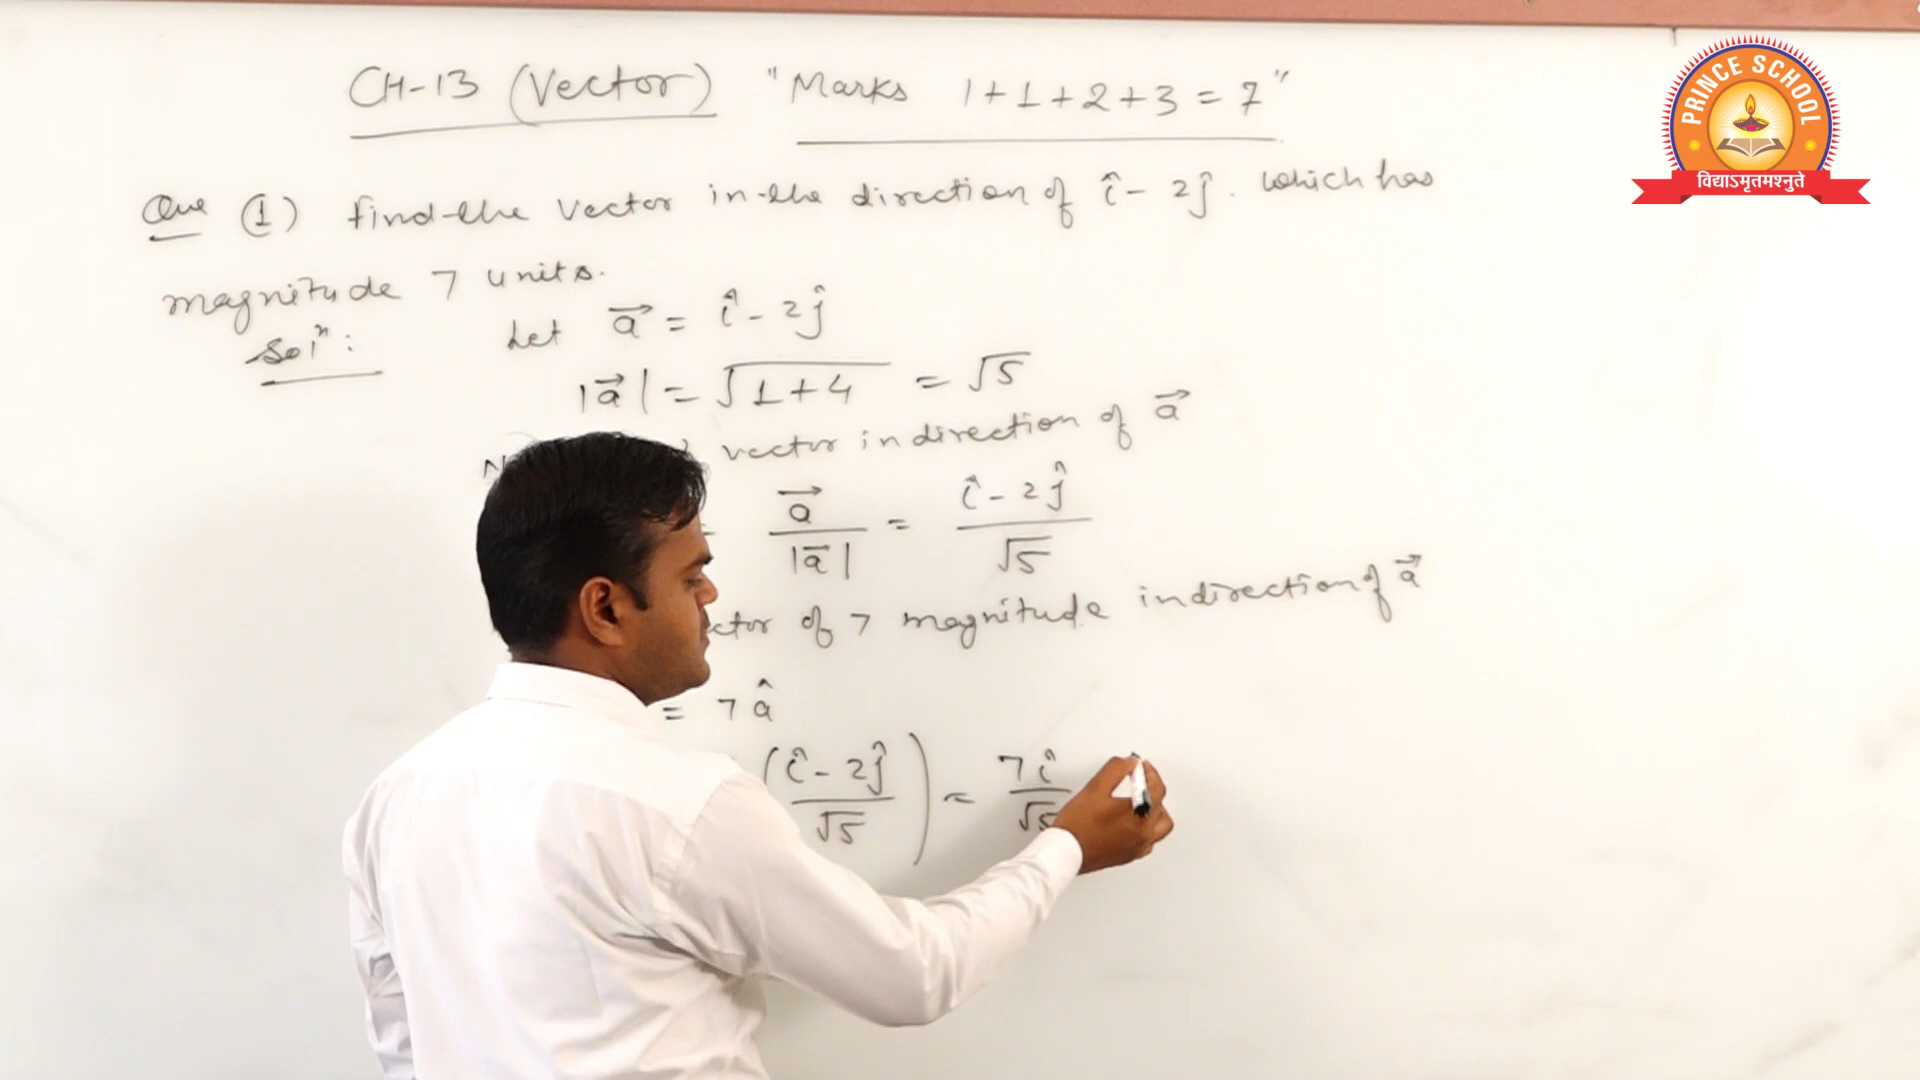 CH-13 (Vector) "Marks 1+1+2+3=7"
PRINCE SCHOOL
विद्याऽमृतमश्नुते
Que (1) find the vector in the direction of î - 2ĵ. which has
magnitude 7 units.
Solⁿ: Let a⃗ = î - 2ĵ
|a⃗| = √1+4 = √5
vector in direction of a⃗
a⃗/|a⃗| = î - 2ĵ/√5
of 7 magnitude in direction of a⃗
= 7â
(î - 2ĵ/√5) = 7î/√5